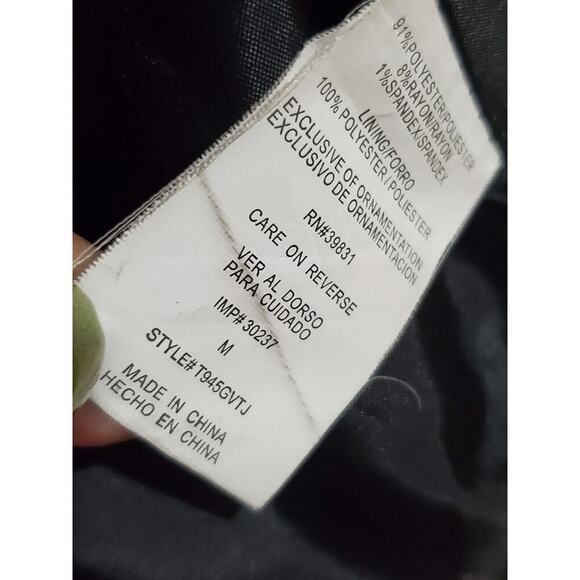 91%POLYESTER/POLIESTER
8%RAYON/RAYON
1%SPANDEX/SPANDEX
LINING/FORRO
100% POLYESTER/POLIESTER
EXCLUSIVE OF ORNAMENTATION
EXCLUSIVO DE ORNAMENTACION
RN#39831
CARE ON REVERSE
VER AL DORSO
PARA CUIDADO
IMP#30237
M
STYLE#T945GVTJ
MADE IN CHINA
HECHO EN CHINA